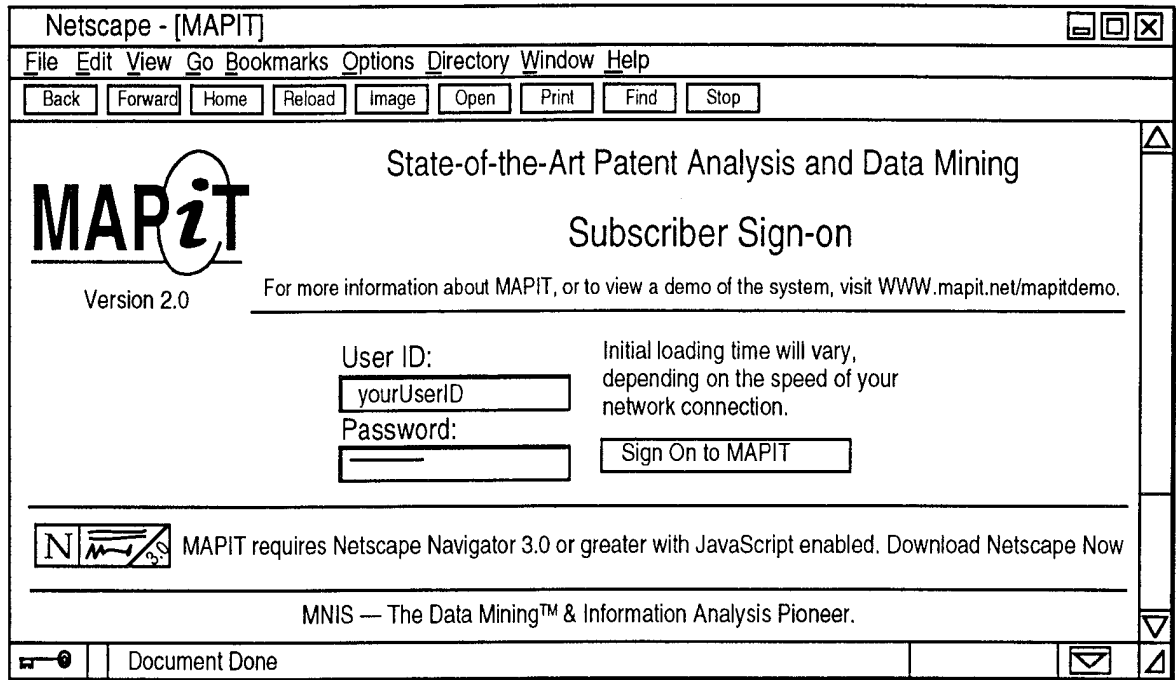 Netscape - [MAPIT]
File Edit View Go Bookmarks Options Directory Window Help
Back Forward Home Reload Image Open Print Find Stop
State-of-the-Art Patent Analysis and Data Mining
MAPiT
Subscriber Sign-on
Version 2.0
For more information about MAPIT, or to view a demo of the system, visit WWW.mapit.net/mapitdemo.
User ID:
Initial loading time will vary,
depending on the speed of your
network connection.
yourUserID
Password:
Sign On to MAPIT
N 3.0 MAPIT requires Netscape Navigator 3.0 or greater with JavaScript enabled. Download Netscape Now
MNIS — The Data Mining™ & Information Analysis Pioneer.
Document Done